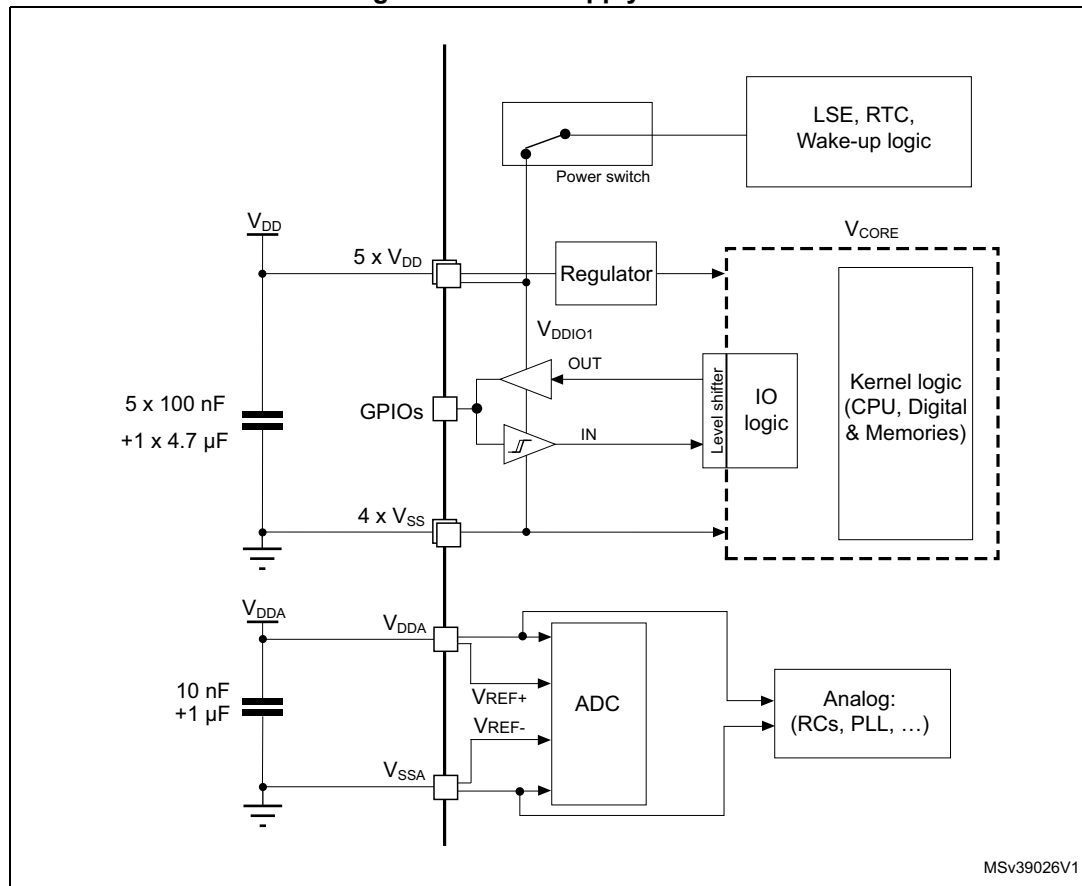 LSE, RTC,
Wake-up logic
Power switch
VDD
VCORE
5 x VDD
Regulator
VDDIO1
OUT
5 x 100 nF
+1 x 4.7 μF
GPIOs
Level shifter
IO
logic
Kernel logic
(CPU, Digital
& Memories)
IN
4 x VSS
VDDA
VDDA
10 nF
+1 μF
VREF+
ADC
Analog:
(RCs, PLL, …)
VREF-
VSSA
MSv39026V1